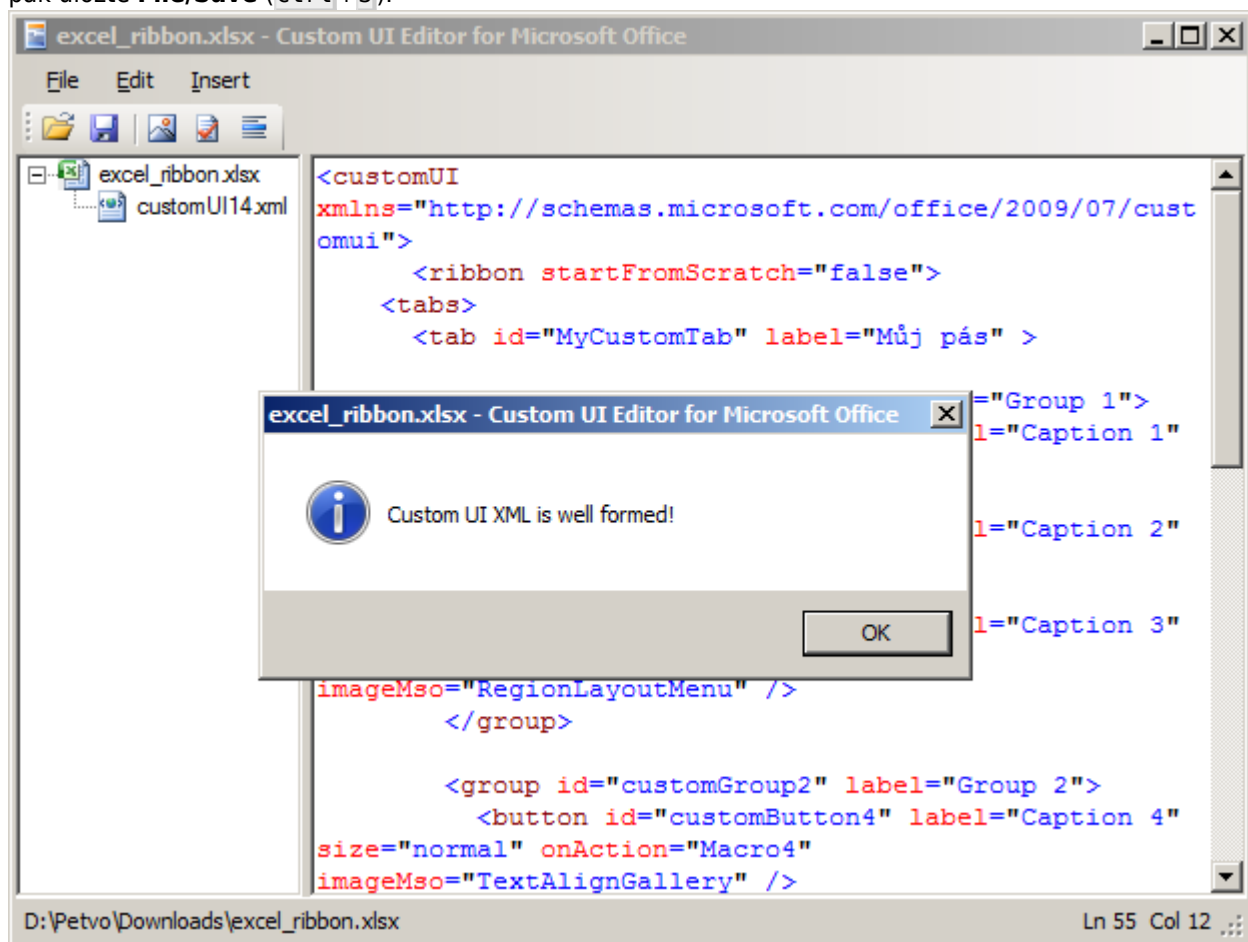 pak uložte File/Save (Ctrl+S).
excel_ribbon.xlsx - Custom UI Editor for Microsoft Office
File Edit Insert
excel_ribbon.xlsx
customUI14.xml
<customUI
xmlns="http://schemas.microsoft.com/office/2009/07/cust
omui">
<ribbon startFromScratch="false">
<tabs>
<tab id="MyCustomTab" label="Můj pás" >
="Group 1">
l="Caption 1"
excel_ribbon.xlsx - Custom UI Editor for Microsoft Office
Custom UI XML is well formed!
l="Caption 2"
OK
l="Caption 3"
imageMso="RegionLayoutMenu" />
</group>
<group id="customGroup2" label="Group 2">
<button id="customButton4" label="Caption 4"
size="normal" onAction="Macro4"
imageMso="TextAlignGallery" />
D:\Petvo\Downloads\excel_ribbon.xlsx
Ln 55 Col 12